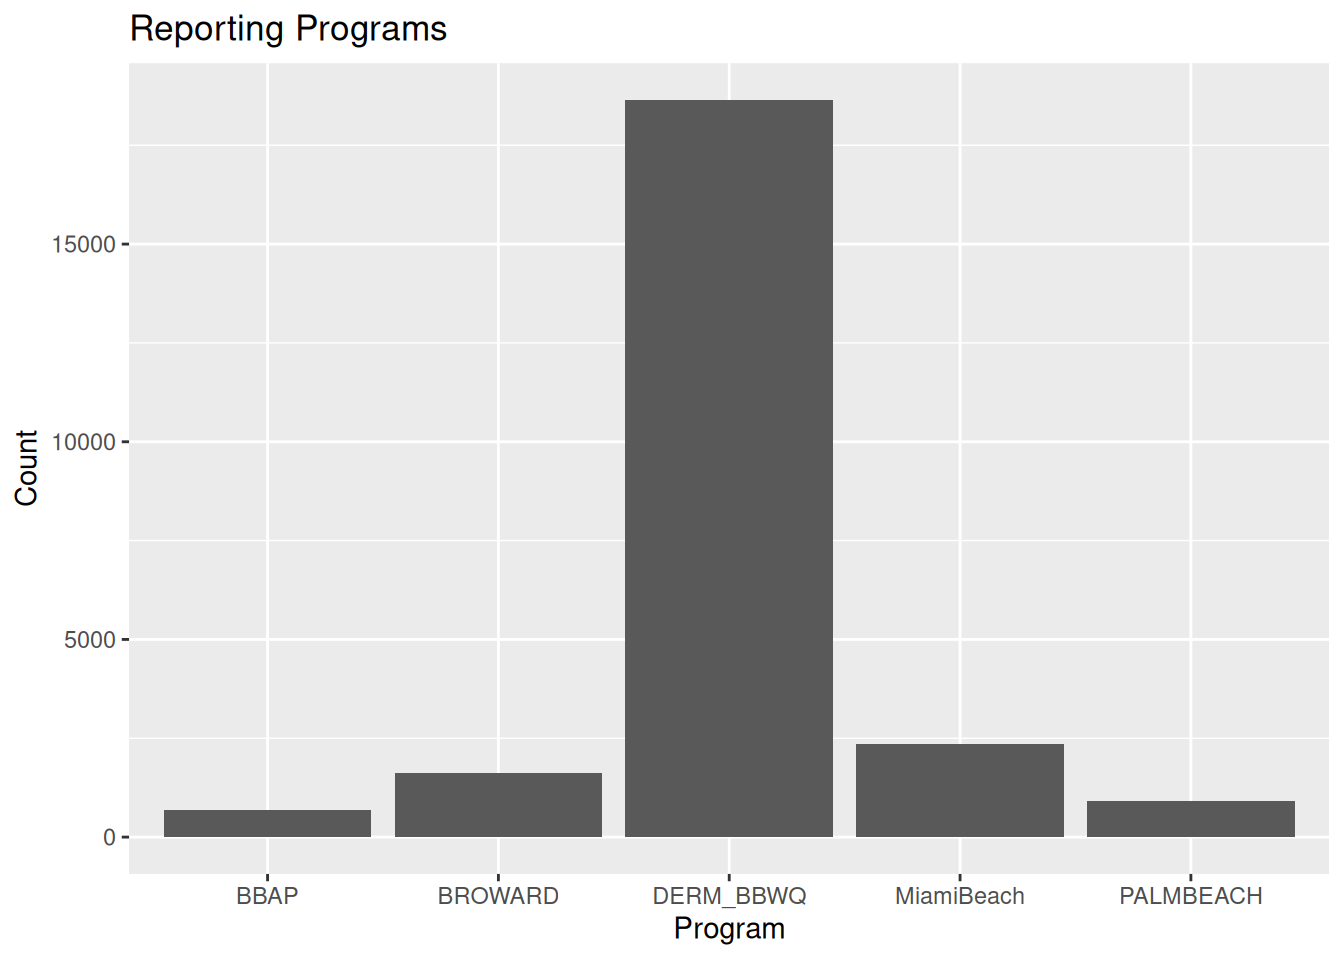 Reporting Programs
15000
10000
5000
0
Count
BBAP
BROWARD
DERM_BBWQ
MiamiBeach
PALMBEACH
Program